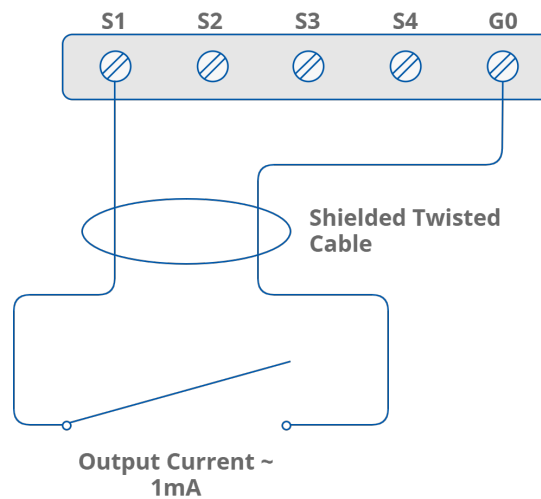 S1 S2 S3 S4 G0
Shielded Twisted
Cable
Output Current ~
1mA